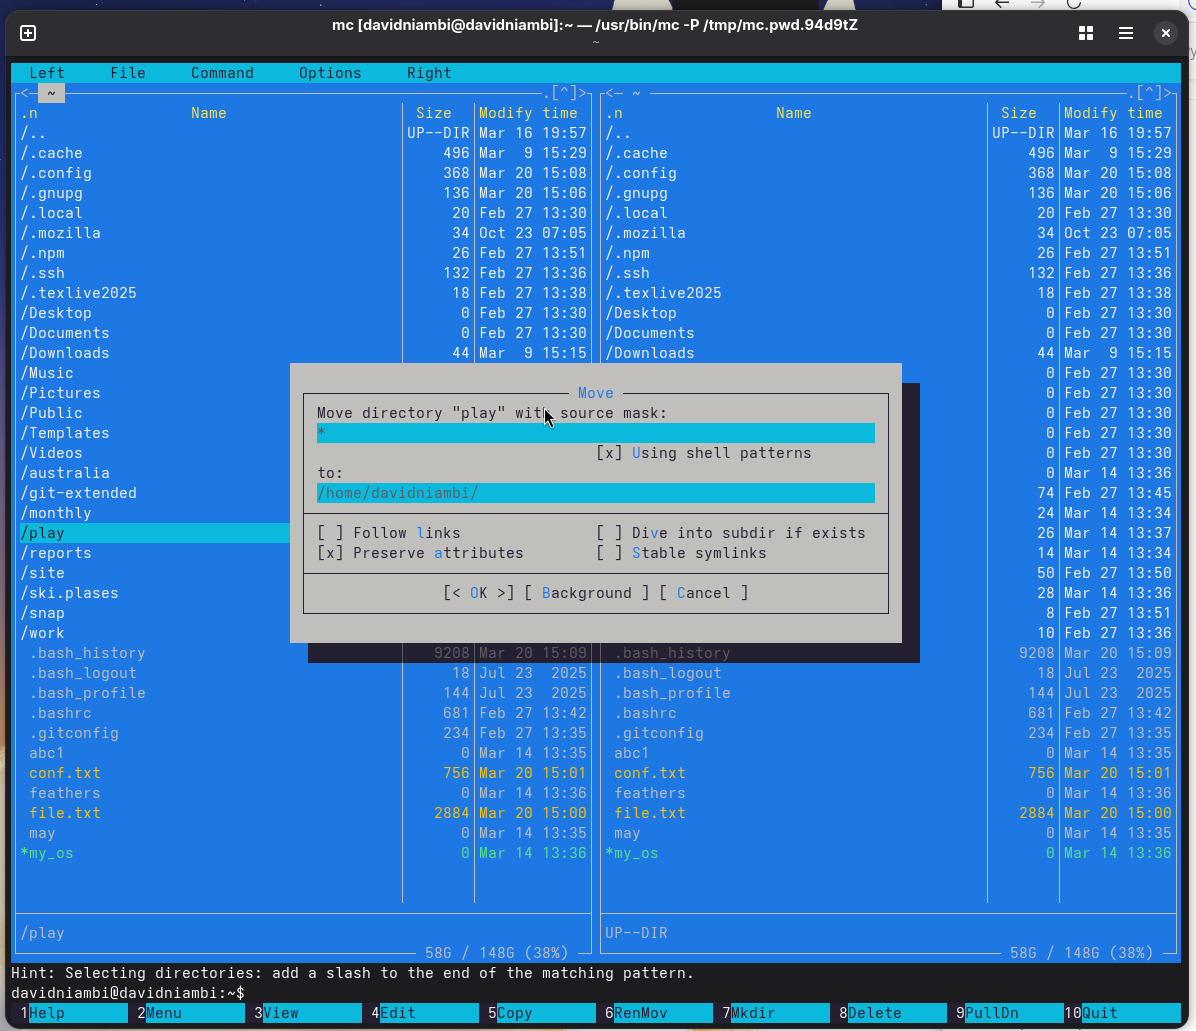 mc [davidniambi@davidniambi]:~ — /usr/bin/mc -P /tmp/mc.pwd.94d9tZ
~
Left File Command Options Right
<─ ~ .[^]> <─ ~ .[^]>
.n Name Size Modify time .n Name Size Modify time
/.. UP--DIR Mar 16 19:57 /.. UP--DIR Mar 16 19:57
/.cache 496 Mar 9 15:29 /.cache 496 Mar 9 15:29
/.config 368 Mar 20 15:08 /.config 368 Mar 20 15:08
/.gnupg 136 Mar 20 15:06 /.gnupg 136 Mar 20 15:06
/.local 20 Feb 27 13:30 /.local 20 Feb 27 13:30
/.mozilla 34 Oct 23 07:05 /.mozilla 34 Oct 23 07:05
/.npm 26 Feb 27 13:51 /.npm 26 Feb 27 13:51
/.ssh 132 Feb 27 13:36 /.ssh 132 Feb 27 13:36
/.texlive2025 18 Feb 27 13:38 /.texlive2025 18 Feb 27 13:38
/Desktop 0 Feb 27 13:30 /Desktop 0 Feb 27 13:30
/Documents 0 Feb 27 13:30 /Documents 0 Feb 27 13:30
/Downloads 44 Mar 9 15:15 /Downloads 44 Mar 9 15:15
/Music 0 Feb 27 13:30
/Pictures Move 0 Feb 27 13:30
/Public Move directory "play" with source mask: 0 Feb 27 13:30
/Templates * 0 Feb 27 13:30
/Videos [x] Using shell patterns 0 Feb 27 13:30
/australia to: 0 Mar 14 13:36
/git-extended /home/davidniambi/ 74 Feb 27 13:45
/monthly 24 Mar 14 13:34
/play [ ] Follow links [ ] Dive into subdir if exists 26 Mar 14 13:37
/reports [x] Preserve attributes [ ] Stable symlinks 14 Mar 14 13:34
/site 50 Feb 27 13:50
/ski.plases [< OK >] [ Background ] [ Cancel ] 28 Mar 14 13:36
/snap 8 Feb 27 13:51
/work 10 Feb 27 13:36
.bash_history 9208 Mar 20 15:09 .bash_history 9208 Mar 20 15:09
.bash_logout 18 Jul 23 2025 .bash_logout 18 Jul 23 2025
.bash_profile 144 Jul 23 2025 .bash_profile 144 Jul 23 2025
.bashrc 681 Feb 27 13:42 .bashrc 681 Feb 27 13:42
.gitconfig 234 Feb 27 13:35 .gitconfig 234 Feb 27 13:35
abc1 0 Mar 14 13:35 abc1 0 Mar 14 13:35
conf.txt 756 Mar 20 15:01 conf.txt 756 Mar 20 15:01
feathers 0 Mar 14 13:36 feathers 0 Mar 14 13:36
file.txt 2884 Mar 20 15:00 file.txt 2884 Mar 20 15:00
may 0 Mar 14 13:35 may 0 Mar 14 13:35
*my_os 0 Mar 14 13:36 *my_os 0 Mar 14 13:36
/play UP--DIR
58G / 148G (38%) 58G / 148G (38%)
Hint: Selecting directories: add a slash to the end of the matching pattern.
davidniambi@davidniambi:~$
1Help 2Menu 3View 4Edit 5Copy 6RenMov 7Mkdir 8Delete 9PullDn 10Quit